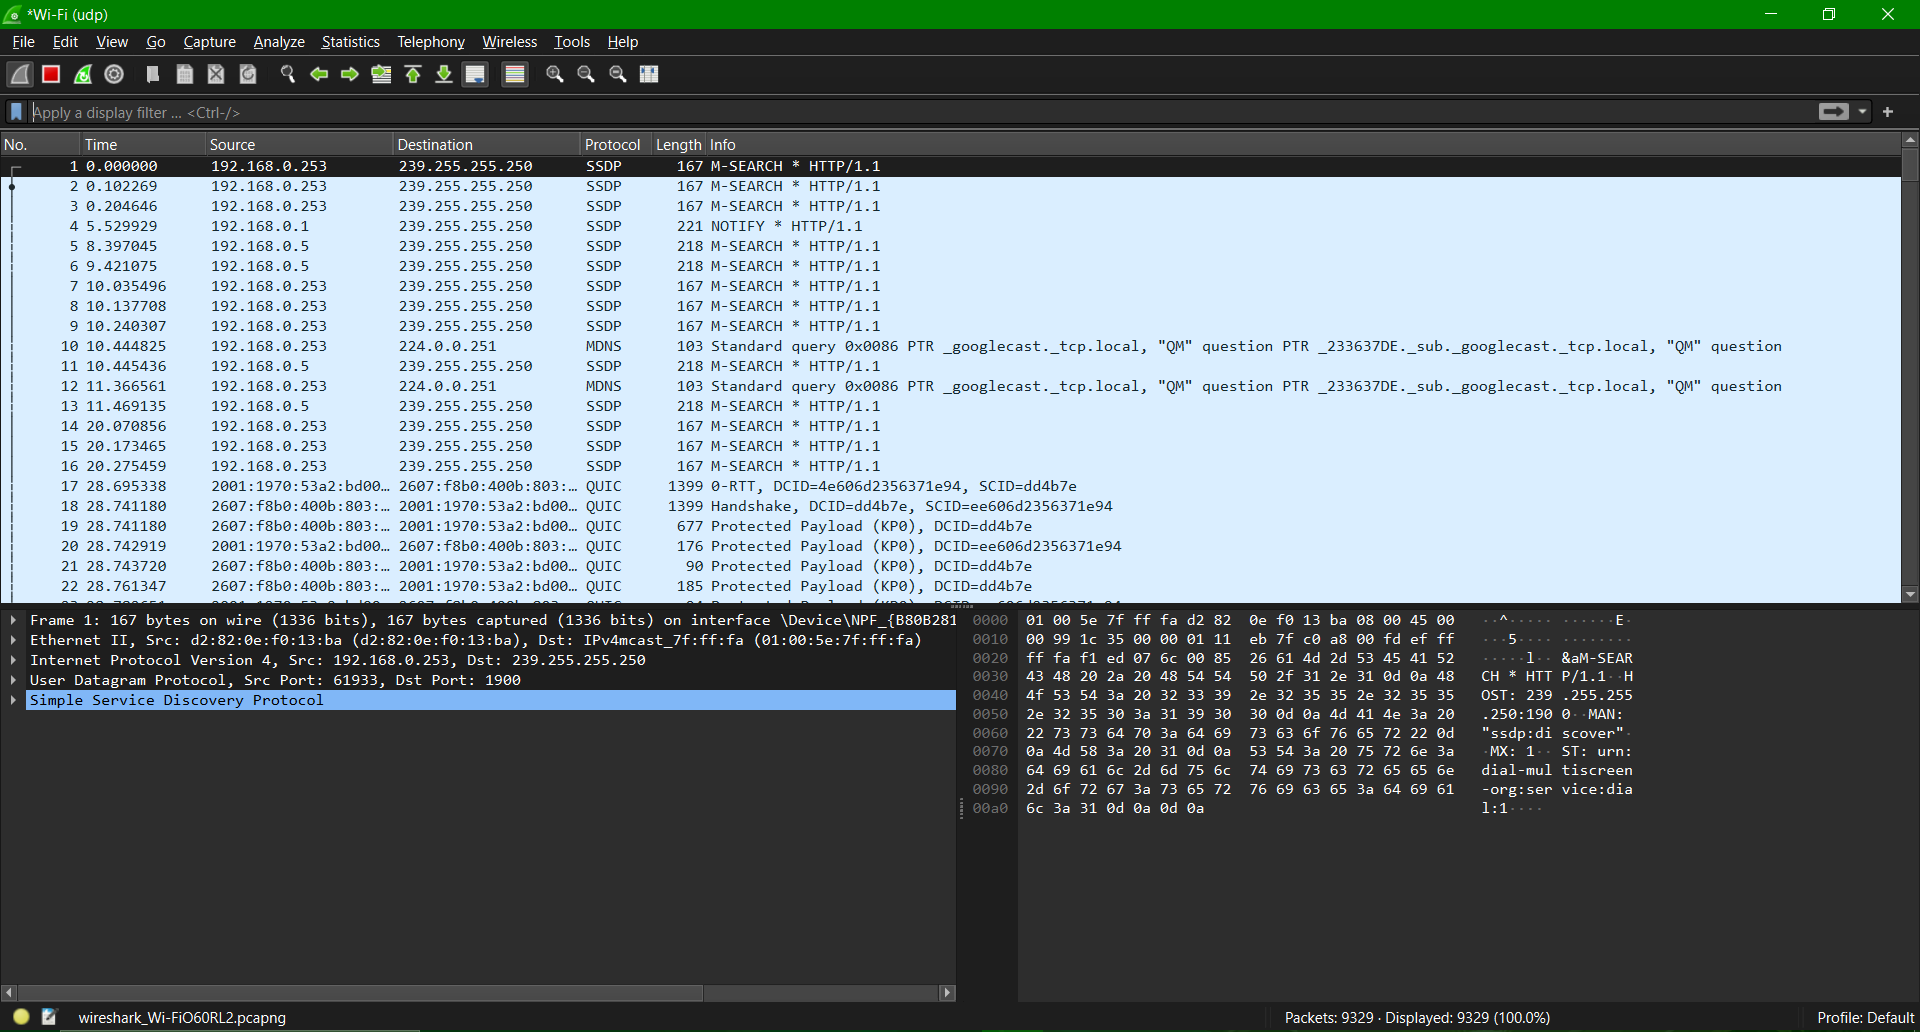 *Wi-Fi (udp)
File Edit View Go Capture Analyze Statistics Telephony Wireless Tools Help
Apply a display filter ... <Ctrl-/>
No. Time Source Destination Protocol Length Info
1 0.000000 192.168.0.253 239.255.255.250 SSDP 167 M-SEARCH * HTTP/1.1
2 0.102269 192.168.0.253 239.255.255.250 SSDP 167 M-SEARCH * HTTP/1.1
3 0.204646 192.168.0.253 239.255.255.250 SSDP 167 M-SEARCH * HTTP/1.1
4 5.529929 192.168.0.1 239.255.255.250 SSDP 221 NOTIFY * HTTP/1.1
5 8.397045 192.168.0.5 239.255.255.250 SSDP 218 M-SEARCH * HTTP/1.1
6 9.421075 192.168.0.5 239.255.255.250 SSDP 218 M-SEARCH * HTTP/1.1
7 10.035496 192.168.0.253 239.255.255.250 SSDP 167 M-SEARCH * HTTP/1.1
8 10.137708 192.168.0.253 239.255.255.250 SSDP 167 M-SEARCH * HTTP/1.1
9 10.240307 192.168.0.253 239.255.255.250 SSDP 167 M-SEARCH * HTTP/1.1
10 10.444825 192.168.0.253 224.0.0.251 MDNS 103 Standard query 0x0086 PTR _googlecast._tcp.local, "QM" question PTR _233637DE._sub._googlecast._tcp.local, "QM" question
11 10.445436 192.168.0.5 239.255.255.250 SSDP 218 M-SEARCH * HTTP/1.1
12 11.366561 192.168.0.253 224.0.0.251 MDNS 103 Standard query 0x0086 PTR _googlecast._tcp.local, "QM" question PTR _233637DE._sub._googlecast._tcp.local, "QM" question
13 11.469135 192.168.0.5 239.255.255.250 SSDP 218 M-SEARCH * HTTP/1.1
14 20.070856 192.168.0.253 239.255.255.250 SSDP 167 M-SEARCH * HTTP/1.1
15 20.173465 192.168.0.253 239.255.255.250 SSDP 167 M-SEARCH * HTTP/1.1
16 20.275459 192.168.0.253 239.255.255.250 SSDP 167 M-SEARCH * HTTP/1.1
17 28.695338 2001:1970:53a2:bd00… 2607:f8b0:400b:803:… QUIC 1399 0-RTT, DCID=4e606d2356371e94, SCID=dd4b7e
18 28.741180 2607:f8b0:400b:803:… 2001:1970:53a2:bd00… QUIC 1399 Handshake, DCID=dd4b7e, SCID=ee606d2356371e94
19 28.741180 2607:f8b0:400b:803:… 2001:1970:53a2:bd00… QUIC 677 Protected Payload (KP0), DCID=dd4b7e
20 28.742919 2001:1970:53a2:bd00… 2607:f8b0:400b:803:… QUIC 176 Protected Payload (KP0), DCID=ee606d2356371e94
21 28.743720 2607:f8b0:400b:803:… 2001:1970:53a2:bd00… QUIC 90 Protected Payload (KP0), DCID=dd4b7e
22 28.761347 2607:f8b0:400b:803:… 2001:1970:53a2:bd00… QUIC 185 Protected Payload (KP0), DCID=dd4b7e
Frame 1: 167 bytes on wire (1336 bits), 167 bytes captured (1336 bits) on interface \Device\NPF_{B80B281
Ethernet II, Src: d2:82:0e:f0:13:ba (d2:82:0e:f0:13:ba), Dst: IPv4mcast_7f:ff:fa (01:00:5e:7f:ff:fa)
Internet Protocol Version 4, Src: 192.168.0.253, Dst: 239.255.255.250
User Datagram Protocol, Src Port: 61933, Dst Port: 1900
Simple Service Discovery Protocol
0000 01 00 5e 7f ff fa d2 82 0e f0 13 ba 08 00 45 00 ··^····· ······E·
0010 00 99 1c 35 00 00 01 11 eb 7f c0 a8 00 fd ef ff ···5···· ········
0020 ff fa f1 ed 07 6c 00 85 26 61 4d 2d 53 45 41 52 ·····l·· &aM-SEAR
0030 43 48 20 2a 20 48 54 54 50 2f 31 2e 31 0d 0a 48 CH * HTT P/1.1··H
0040 4f 53 54 3a 20 32 33 39 2e 32 35 35 2e 32 35 35 OST: 239 .255.255
0050 2e 32 35 30 3a 31 39 30 30 0d 0a 4d 41 4e 3a 20 .250:190 0··MAN:
0060 22 73 73 64 70 3a 64 69 73 63 6f 76 65 72 22 0d "ssdp:di scover"·
0070 0a 4d 58 3a 20 31 0d 0a 53 54 3a 20 75 72 6e 3a ·MX: 1·· ST: urn:
0080 64 69 61 6c 2d 6d 75 6c 74 69 73 63 72 65 65 6e dial-mul tiscreen
0090 2d 6f 72 67 3a 73 65 72 76 69 63 65 3a 64 69 61 -org:ser vice:dia
00a0 6c 3a 31 0d 0a 0d 0a l:1····
wireshark_Wi-FiO60RL2.pcapng Packets: 9329 · Displayed: 9329 (100.0%) Profile: Default